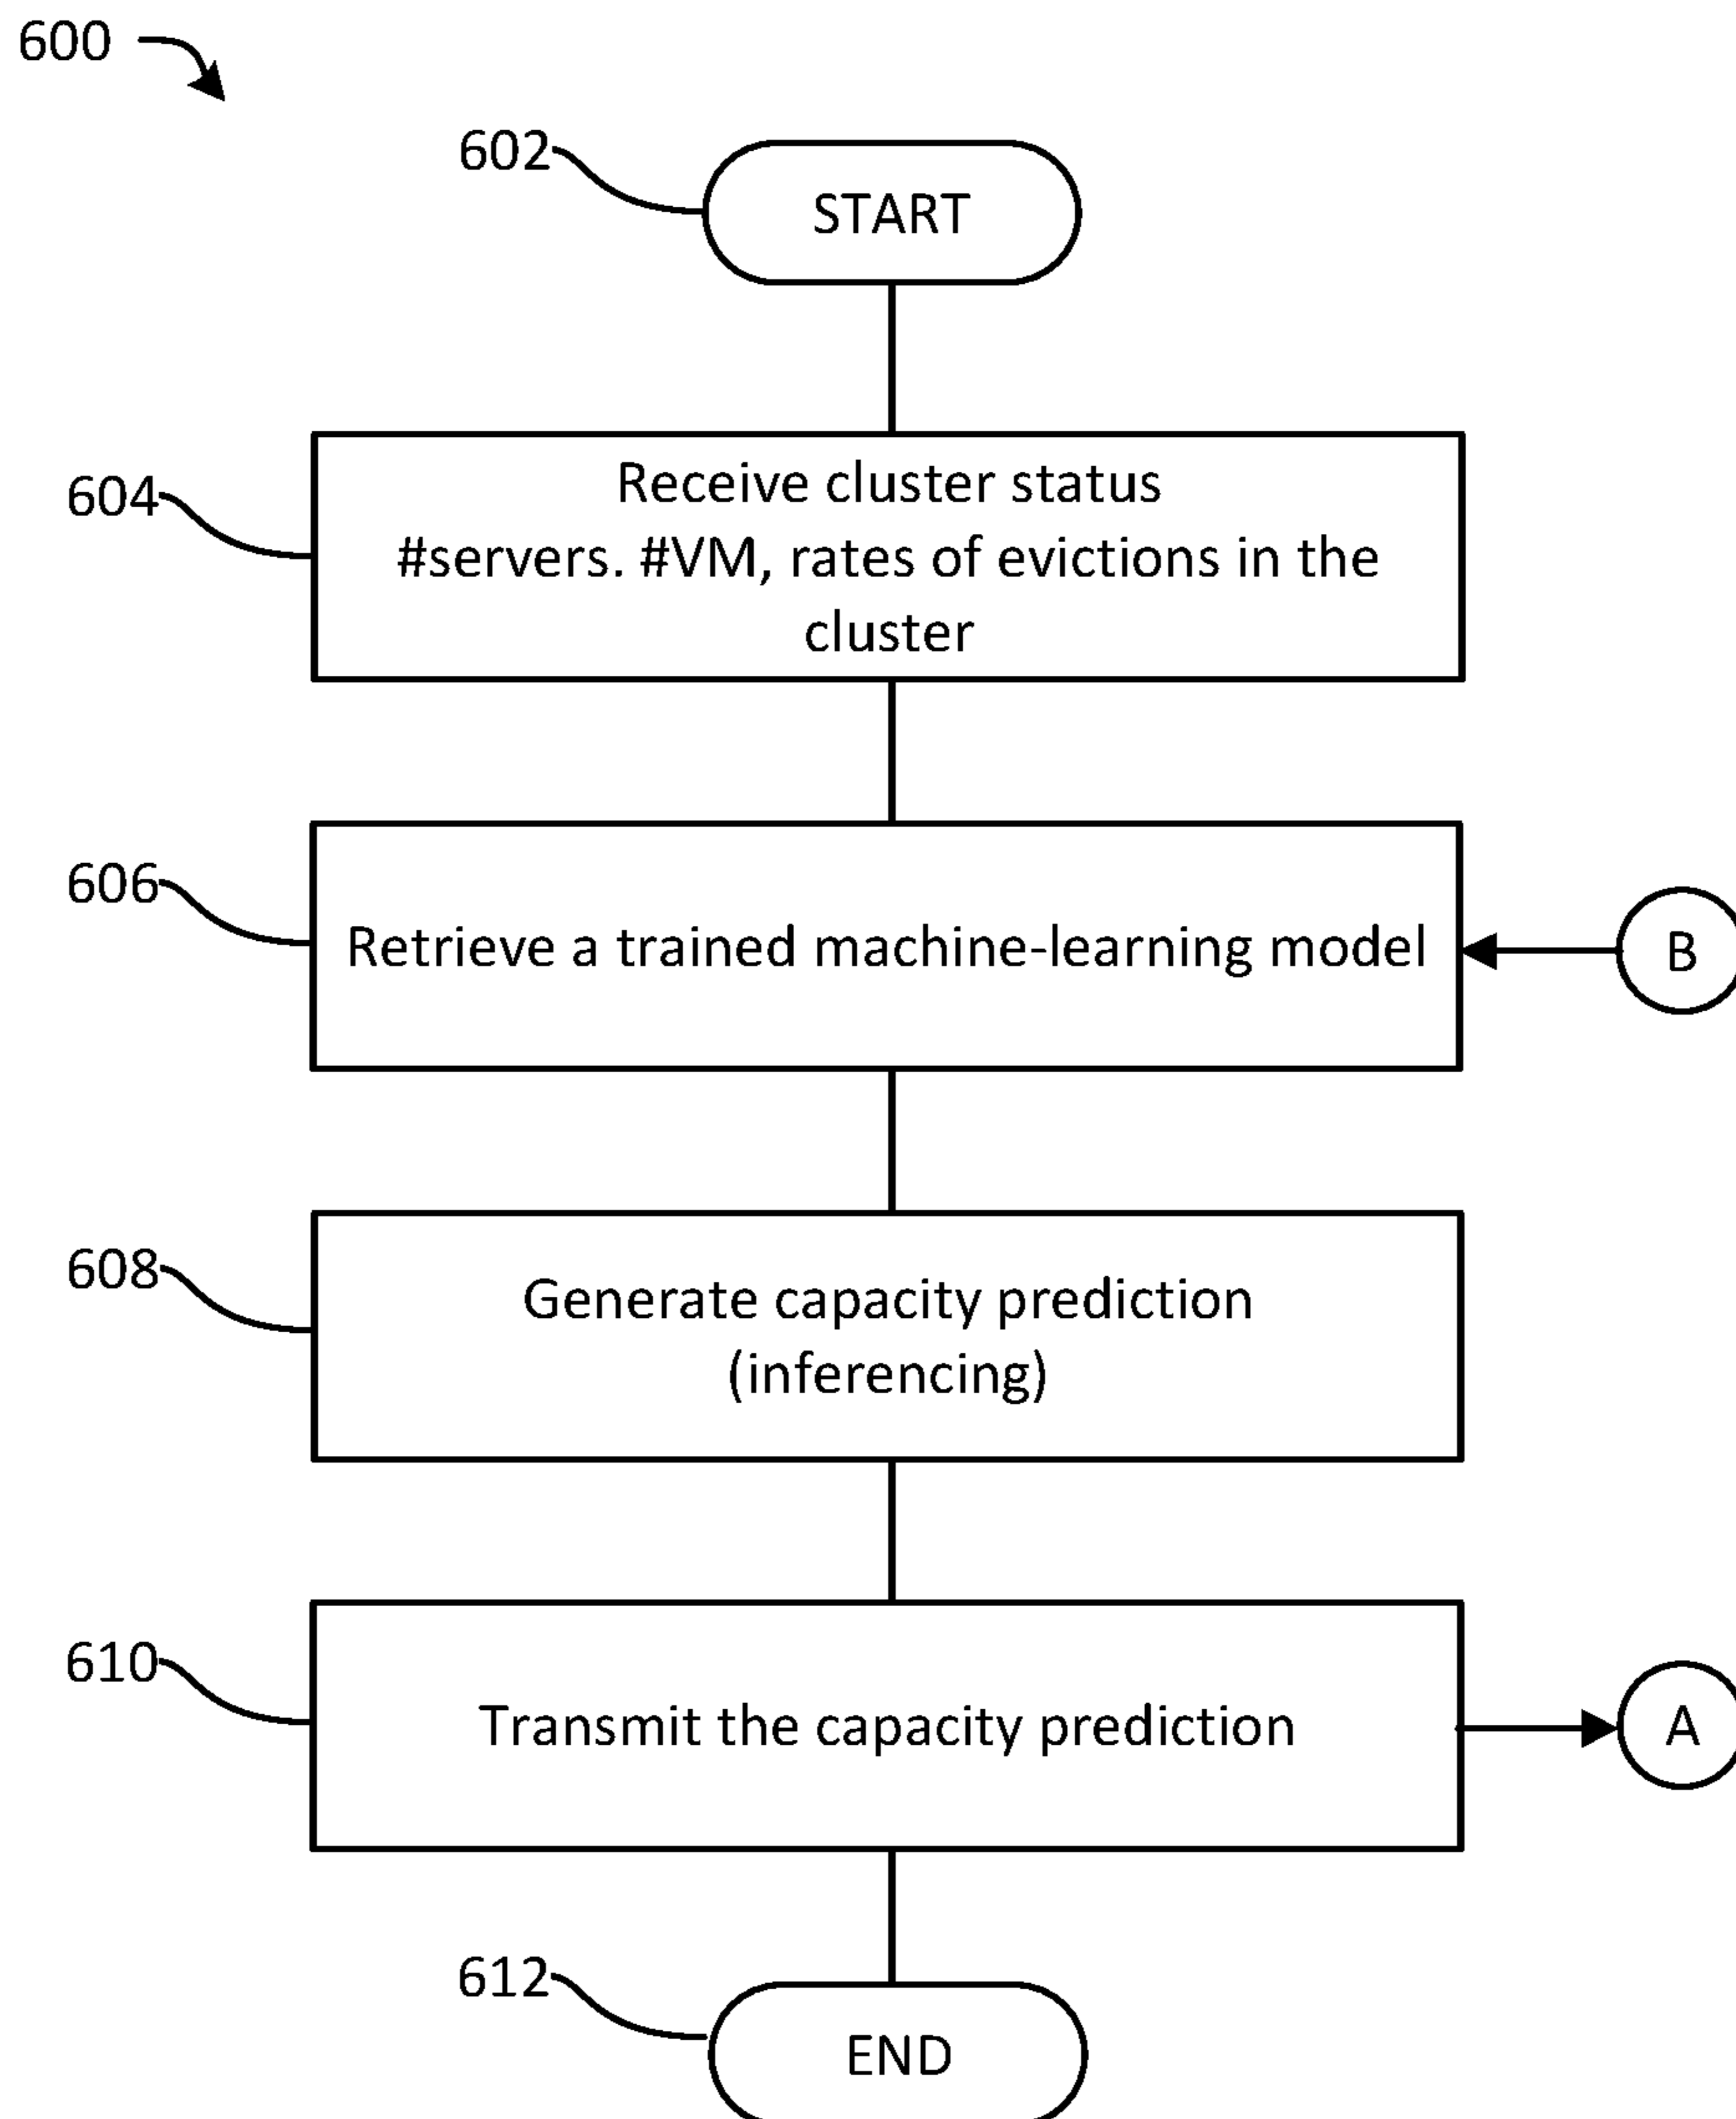 600
602
START
604
Receive cluster status
#servers. #VM, rates of evictions in the
cluster
606
Retrieve a trained machine-learning model
B
608
Generate capacity prediction
(inferencing)
610
Transmit the capacity prediction
A
612
END